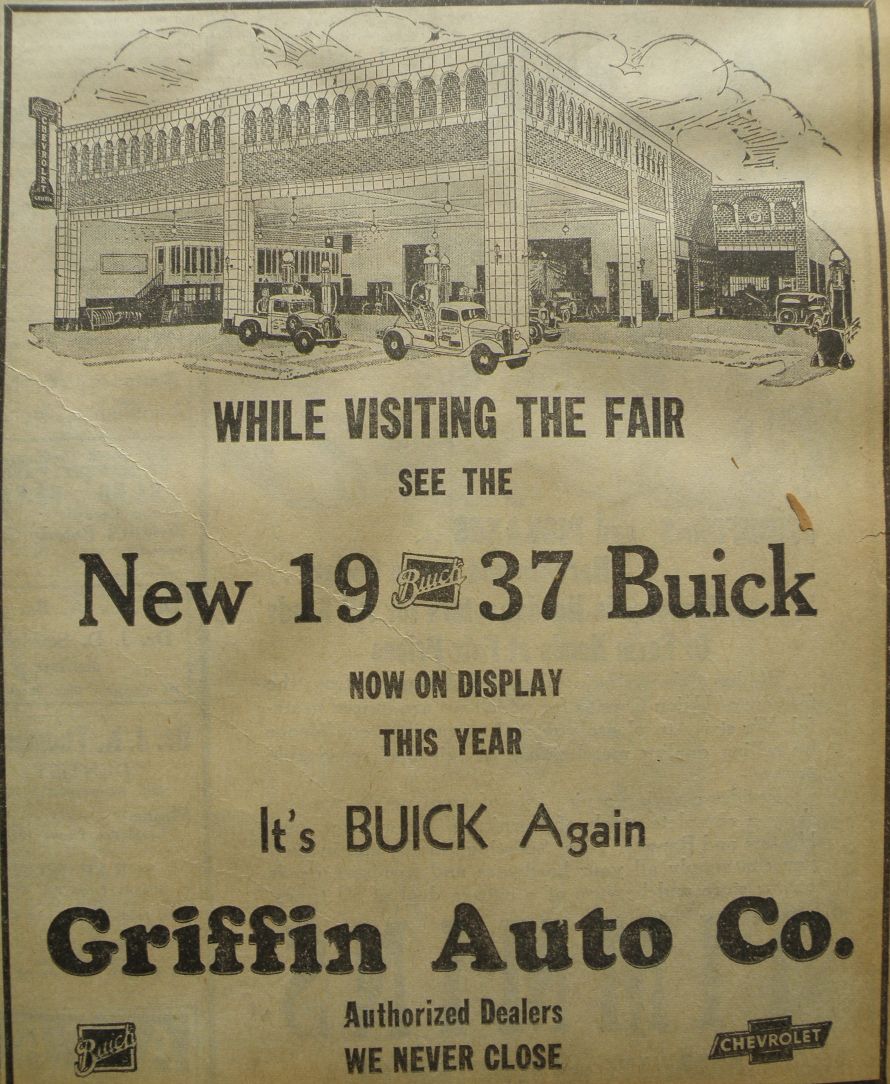 CHEVROLET
WHILE VISITING THE FAIR
SEE THE
New 19 Buick 37 Buick
NOW ON DISPLAY
THIS YEAR
It's BUICK Again
Griffin Auto Co.
Authorized Dealers
Buick WE NEVER CLOSE CHEVROLET